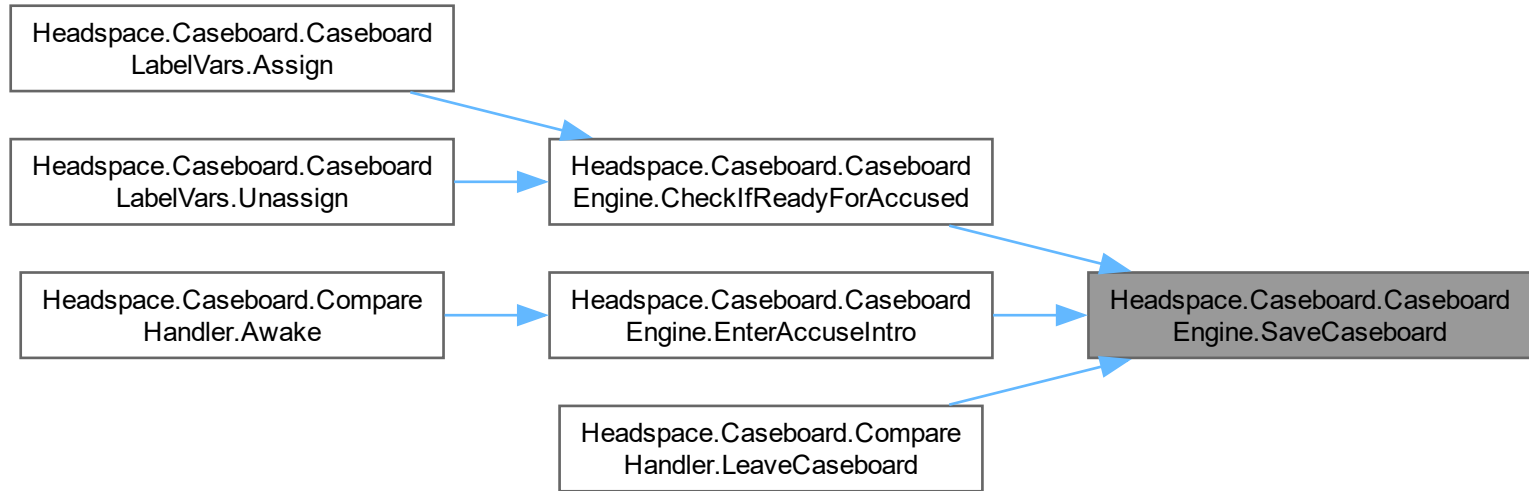 Headspace.Caseboard.Caseboard
LabelVars.Assign
Headspace.Caseboard.Caseboard
LabelVars.Unassign
Headspace.Caseboard.Caseboard
Engine.CheckIfReadyForAccused
Headspace.Caseboard.Compare
Handler.Awake
Headspace.Caseboard.Caseboard
Engine.EnterAccuseIntro
Headspace.Caseboard.Caseboard
Engine.SaveCaseboard
Headspace.Caseboard.Compare
Handler.LeaveCaseboard